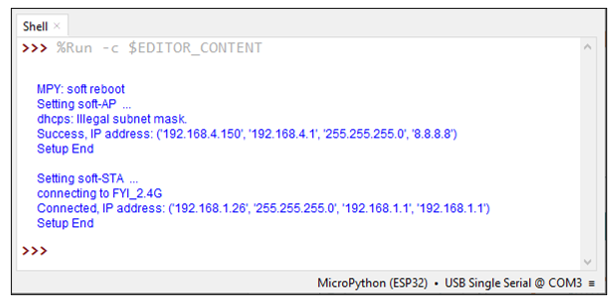 Shell ×
>>> %Run -c $EDITOR_CONTENT
MPY: soft reboot
Setting soft-AP ...
dhcps: Illegal subnet mask.
Success, IP address: ('192.168.4.150', '192.168.4.1', '255.255.255.0', '8.8.8.8')
Setup End
Setting soft-STA ...
connecting to FYI_2.4G
Connected, IP address: ('192.168.1.26', '255.255.255.0', '192.168.1.1', '192.168.1.1')
Setup End
>>>
MicroPython (ESP32) • USB Single Serial @ COM3 ≡